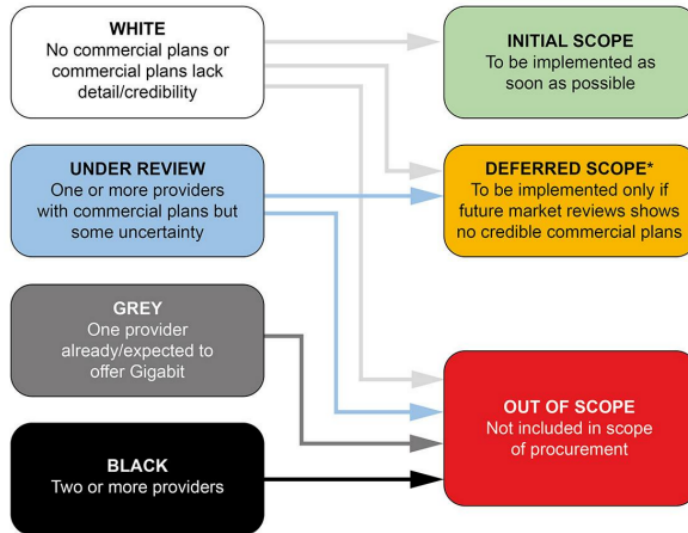 WHITE
No commercial plans or
commercial plans lack
detail/credibility
INITIAL SCOPE
To be implemented as
soon as possible
UNDER REVIEW
One or more providers
with commercial plans but
some uncertainty
DEFERRED SCOPE*
To be implemented only if
future market reviews shows
no credible commercial plans
GREY
One provider
already/expected to
offer Gigabit
OUT OF SCOPE
Not included in scope
of procurement
BLACK
Two or more providers